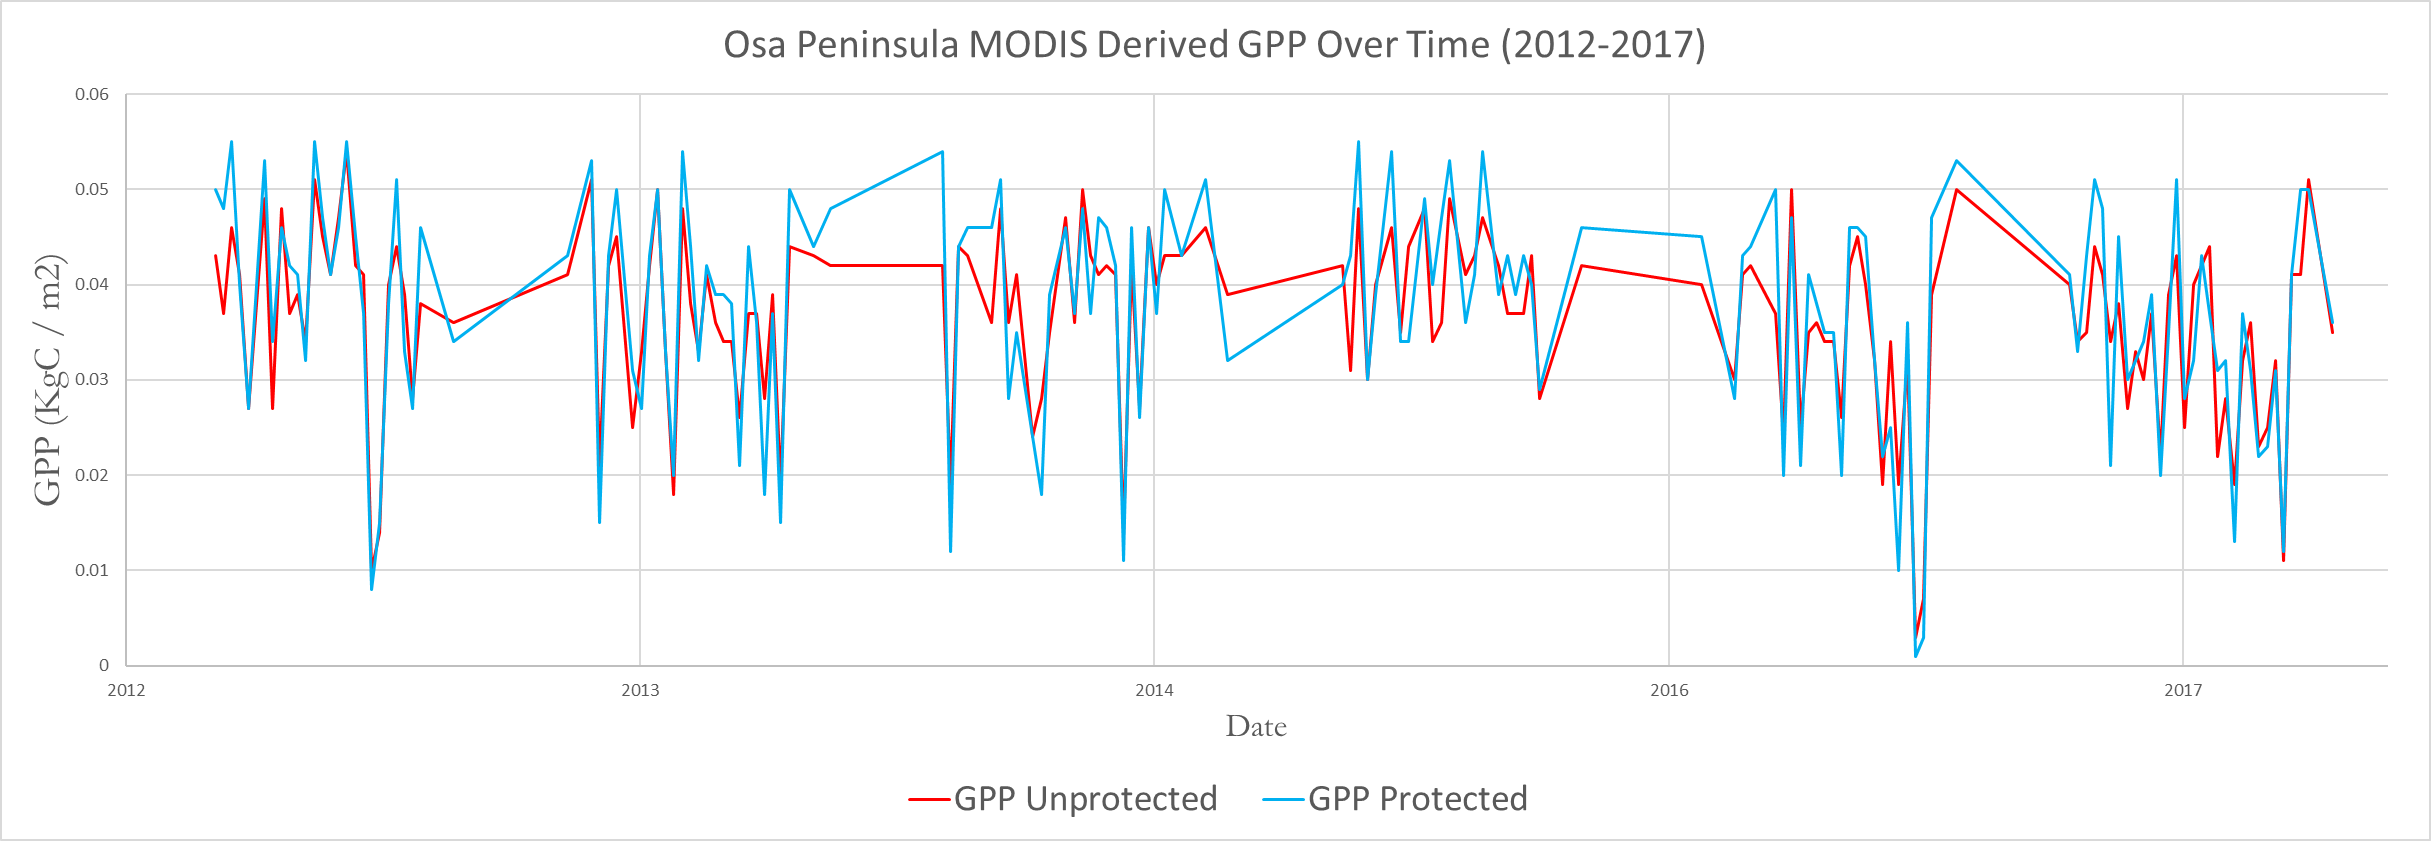 Osa Peninsula MODIS Derived GPP Over Time (2012-2017)
GPP (KgC / m2)
0.06
0.05
0.04
0.03
0.02
0.01
0
2012 2013 2014 2016 2017
Date
GPP Unprotected GPP Protected